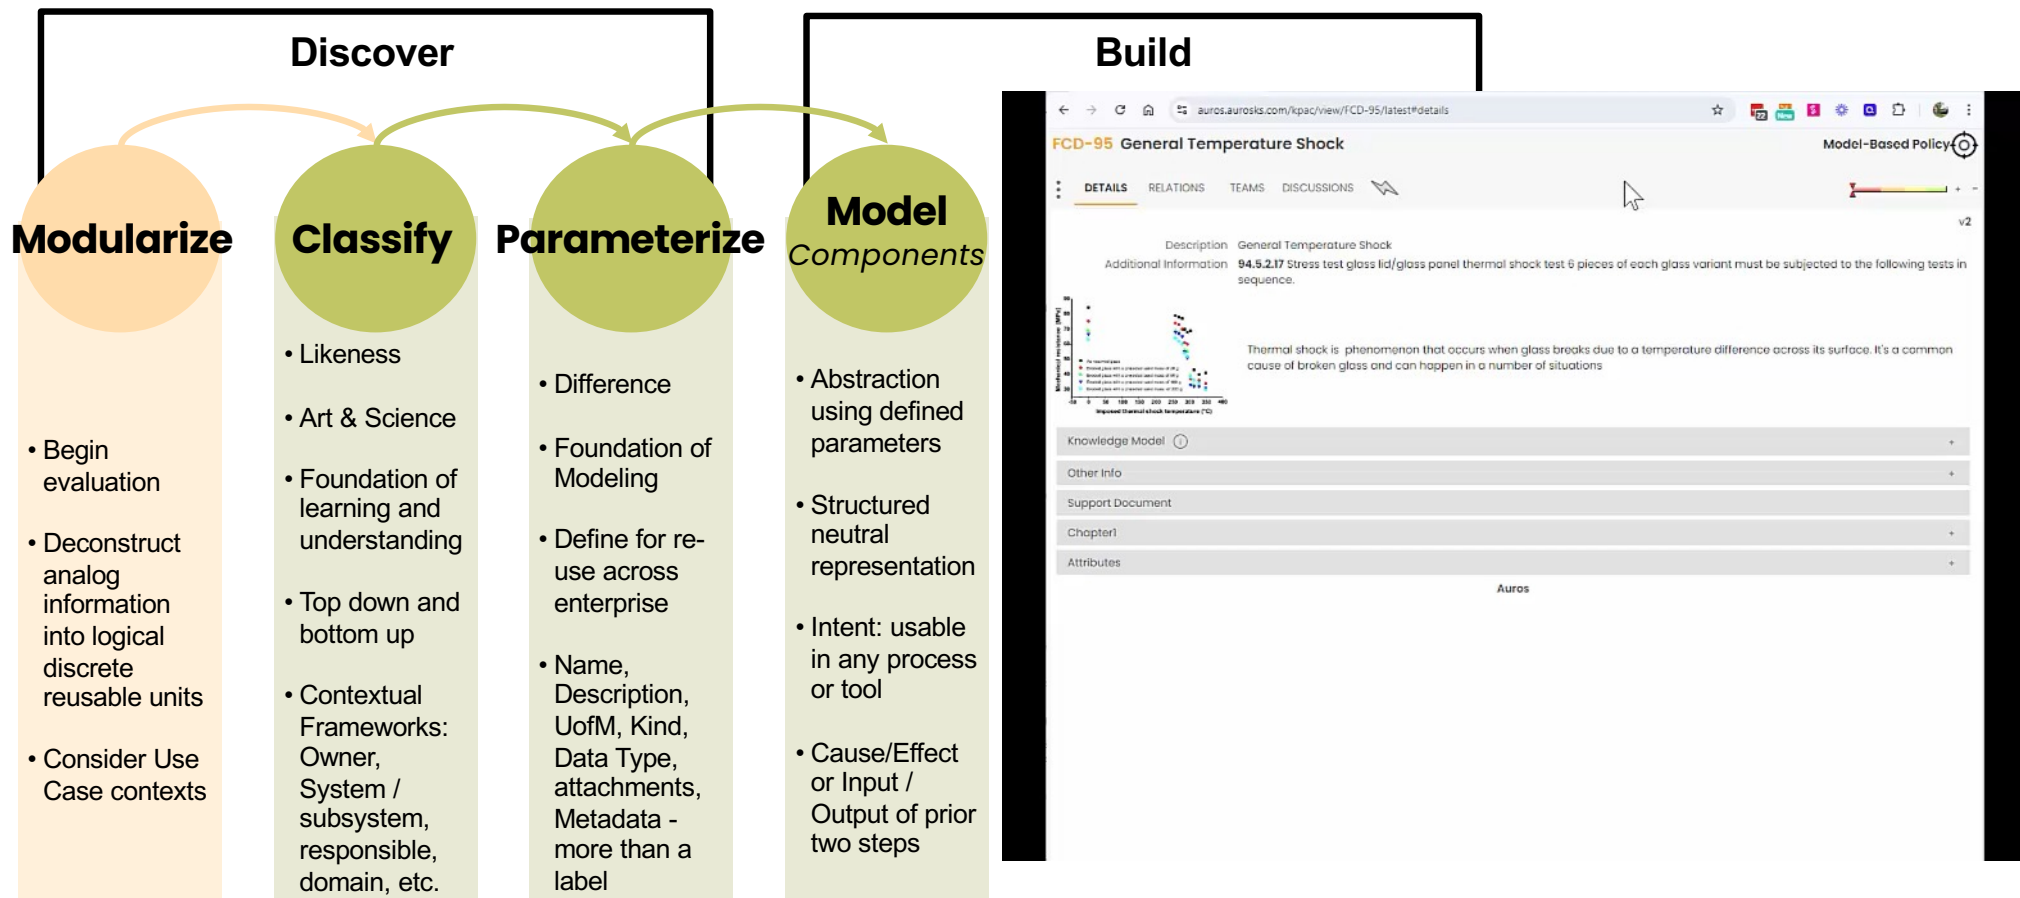 Discover
Build
Modularize
Classify
Parameterize
Model
Components
• Begin
evaluation
• Deconstruct
analog
information
into logical
discrete
reusable units
• Consider Use
Case contexts
• Likeness
• Art & Science
• Foundation of
learning and
understanding
• Top down and
bottom up
• Contextual
Frameworks:
Owner,
System /
subsystem,
responsible,
domain, etc.
• Difference
• Foundation of
Modeling
• Define for re-
use across
enterprise
• Name,
Description,
UofM, Kind,
Data Type,
attachments,
Metadata -
more than a
label
• Abstraction
using defined
parameters
• Structured
neutral
representation
• Intent: usable
in any process
or tool
• Cause/Effect
or Input /
Output of prior
two steps
auros.aurosks.com/kpac/view/FCD-95/latest#details
22
New
FCD-95 General Temperature Shock
Model-Based Policy
DETAILS RELATIONS TEAMS DISCUSSIONS
+ -
v2
Description General Temperature Shock
Additional Information 94.5.2.17 Stress test glass lid/glass panel thermal shock test 6 pieces of each glass variant must be subjected to the following tests in
sequence.
Imposed thermal shock temperature (°C)
Thermal shock is phenomenon that occurs when glass breaks due to a temperature difference across its surface. It's a common
cause of broken glass and can happen in a number of situations
Knowledge Model +
Other Info +
Support Document
Chapter1 +
Attributes +
Auros